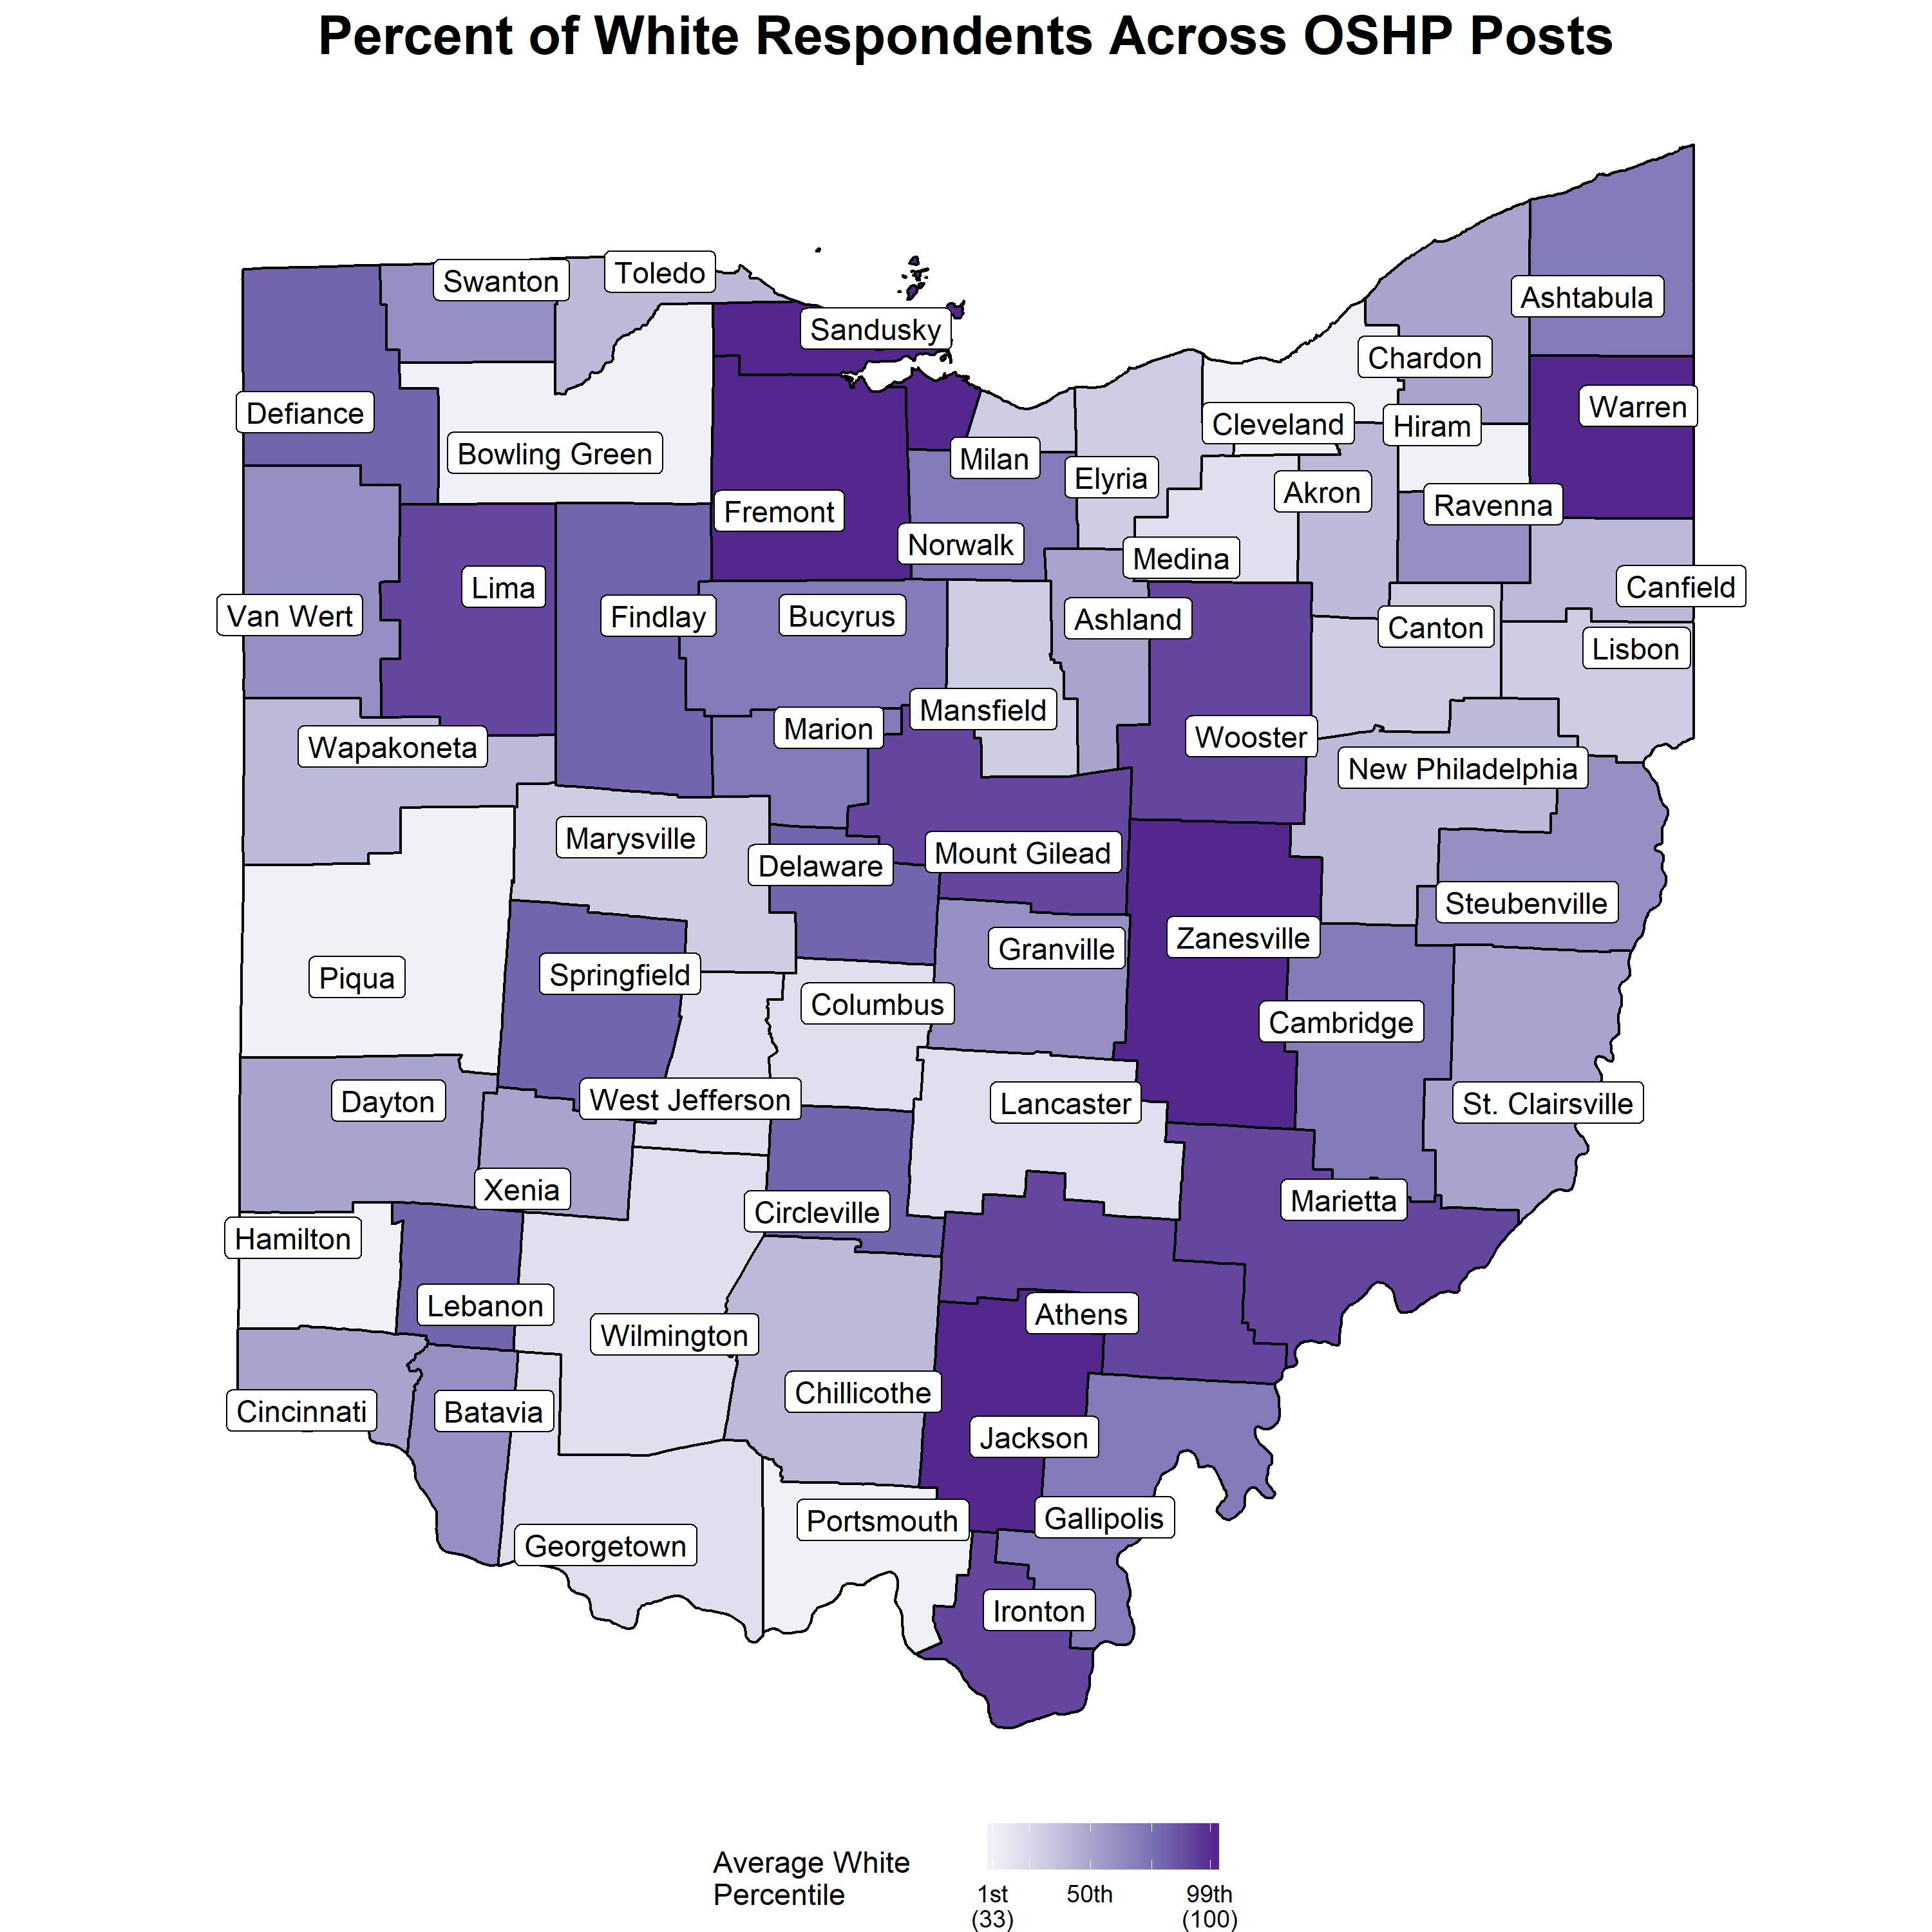 Percent of White Respondents Across OSHP Posts
Toledo
Swanton
Ashtabula
Sandusky
Chardon
Warren
Defiance
Cleveland
Hiram
Bowling Green
Milan
Elyria
Akron
Ravenna
Fremont
Norwalk
Medina
Lima
Canfield
Van Wert
Findlay
Bucyrus
Ashland
Canton
Lisbon
Mansfield
Marion
Wooster
Wapakoneta
New Philadelphia
Marysville
Delaware
Mount Gilead
Steubenville
Zanesville
Granville
Piqua
Springfield
Columbus
Cambridge
Dayton
West Jefferson
Lancaster
St. Clairsville
Xenia
Marietta
Circleville
Hamilton
Lebanon
Athens
Wilmington
Chillicothe
Cincinnati
Batavia
Jackson
Portsmouth
Gallipolis
Georgetown
Ironton
Average White
Percentile
1st
(33)
50th
99th
(100)